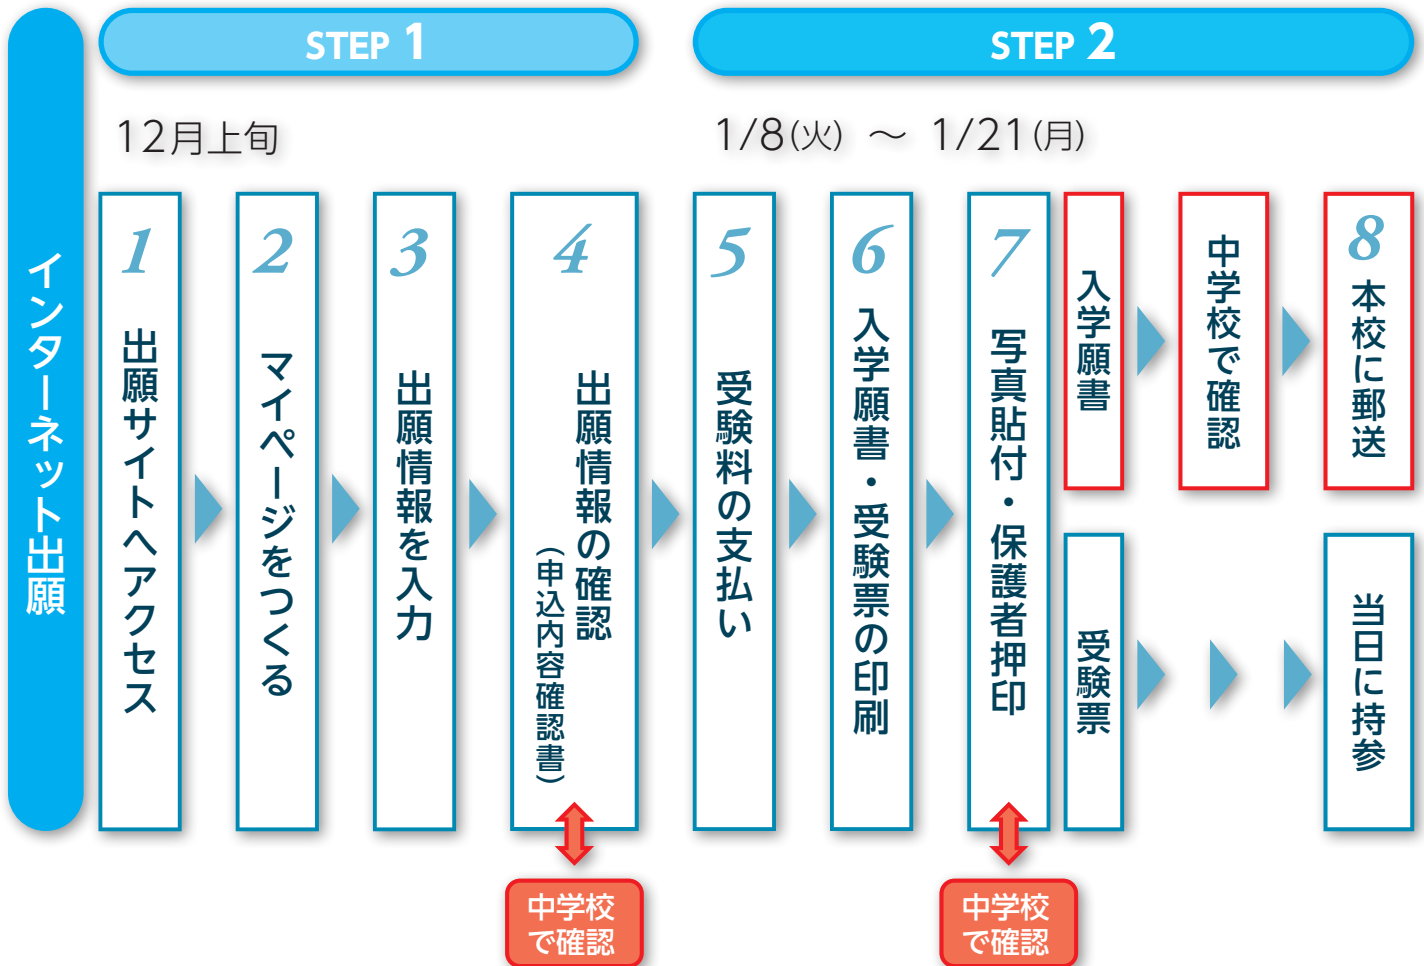 インターネット出願
STEP 1
12月上旬
1
出願サイトへアクセス
2
マイページをつくる
3
出願情報を入力
4
出願情報の確認
（申込内容確認書）
中学校
で確認
STEP 2
1/8(火) ～ 1/21(月)
5
受験料の支払い
6
入学願書・受験票の印刷
7
写真貼付・保護者押印
中学校
で確認
入学願書
中学校で確認
8
本校に郵送
受験票
当日に持参